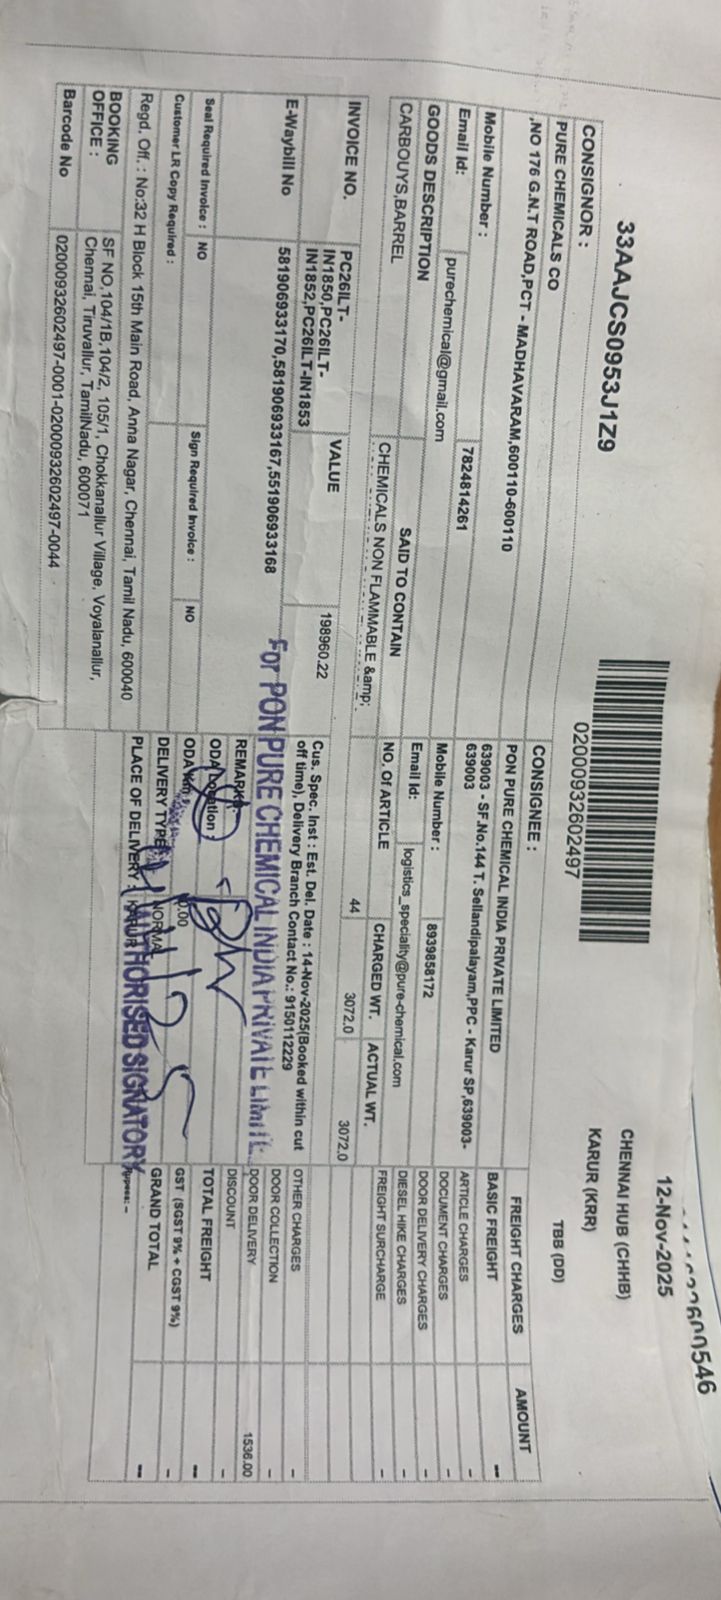 33AAJCS0953J1Z9
02000932602497
12-Nov-2025
CHENNAI HUB (CHHB)
KARUR (KRR)
TBB (DD)
CONSIGNOR :
PURE CHEMICALS CO
,NO 176 G.N.T ROAD,PCT - MADHAVARAM,600110-600110
Mobile Number : 7824814261
Email Id: purechemical@gmail.com
GOODS DESCRIPTION SAID TO CONTAIN
CARBOUYS,BARREL CHEMICALS NON FLAMMABLE &amp;
INVOICE NO. PC26ILT-
IN1850,PC26ILT-
IN1852,PC26ILT-IN1853
VALUE 198960.22
E-Waybill No 581906933170,581906933167,551906933168
Seal Required Invoice : NO Sign Required Invoice : NO
Customer LR Copy Required :
Regd. Off. : No:32 H Block 15th Main Road, Anna Nagar, Chennai, Tamil Nadu, 600040
BOOKING OFFICE : SF NO,104/1B,104/2, 105/1, Chokkanallur Village, Voyalanallur,
Chennai, Tiruvallur, TamilNadu, 600071
Barcode No 02000932602497-0001-02000932602497-0044
CONSIGNEE :
PON PURE CHEMICAL INDIA PRIVATE LIMITED
639003 - SF.No.144 T. Sellandipalayam,PPC - Karur SP,639003-
639003
Mobile Number : 8939858172
Email Id: logistics_speciality@pure-chemical.com
NO. Of ARTICLE CHARGED WT. ACTUAL WT.
44 3072.0 3072.0
Cus. Spec. Inst : Est. Del. Date : 14-Nov-2025(Booked within cut
off time), Delivery Branch Contact No.: 9150112229
REMARKS:
ODA Location :
DELIVERY TYPE NORMAL
PLACE OF DELIVERY : KARUR
For PON PURE CHEMICAL INDIA PRIVATE LIMITE
AUTHORISED SIGNATORY
FREIGHT CHARGES AMOUNT
BASIC FREIGHT --
ARTICLE CHARGES -
DOCUMENT CHARGES -
DOOR DELIVERY CHARGES -
DIESEL HIKE CHARGES -
FREIGHT SURCHARGE -
OTHER CHARGES -
DOOR COLLECTION -
DOOR DELIVERY 1536.00
DISCOUNT -
TOTAL FREIGHT --
GST (SGST 9% + CGST 9%) -
GRAND TOTAL --